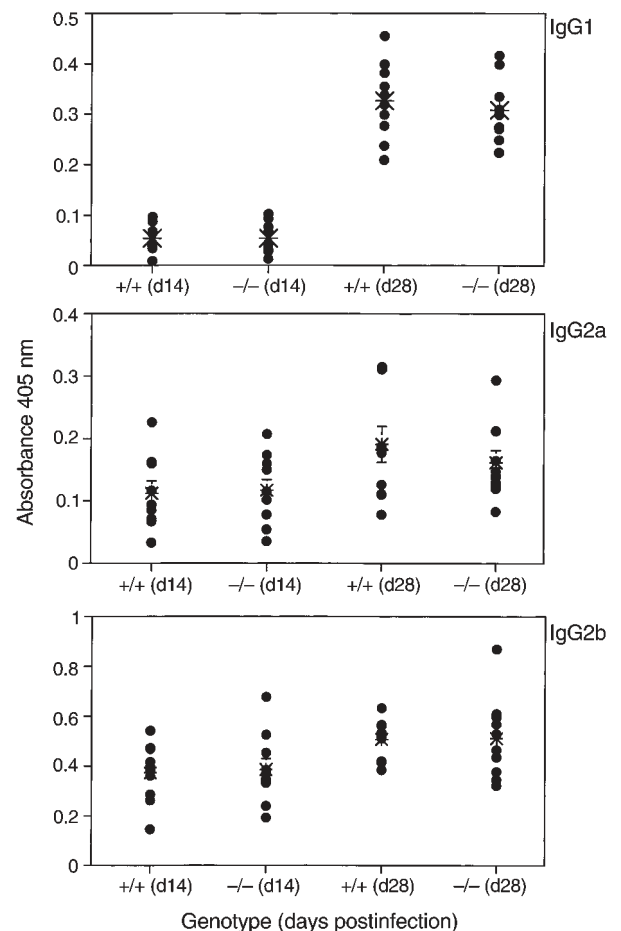 0.5
IgG1
0.4
0.3
0.2
0.1
0
+/+ (d14) –/– (d14) +/+ (d28) –/– (d28)
0.4
IgG2a
0.3
0.2
0.1
0
+/+ (d14) –/– (d14) +/+ (d28) –/– (d28)
Absorbance 405 nm
1
IgG2b
0.8
0.6
0.4
0.2
0
+/+ (d14) –/– (d14) +/+ (d28) –/– (d28)
Genotype (days postinfection)